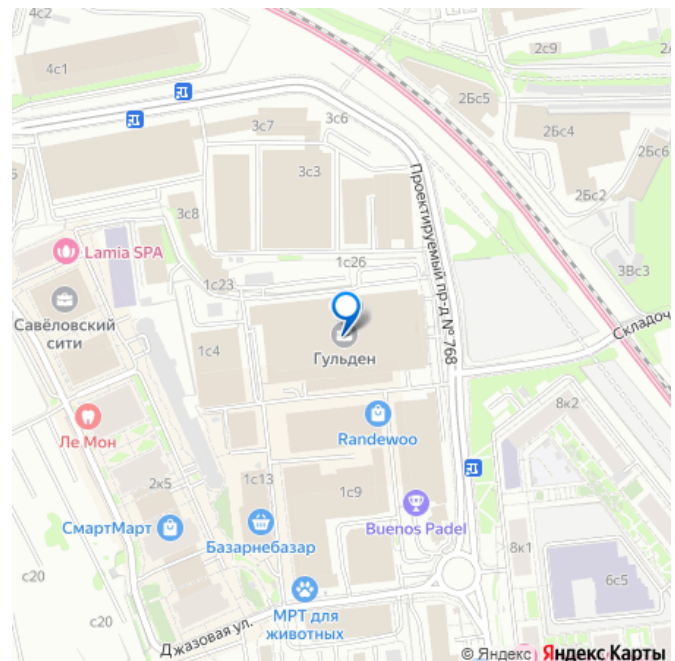 4с1
2с9
2Бс5
3с7
3с6
2Бс4
2Бс6
3с3
2Бс2
3с8
Проектируемый пр-д № 768
Lamia SPA
1с26
3Вс3
1с23
Савёловский
сити
Складоч
1с4
Гульден
8к2
Ле Мон
Randewoo
2к5
1с13
1с9
СмартМарт
Базарнебазар
Buenos Padel
8к1
с20
6с5
с20
МРТ для
животных
Джазовая ул.
© Яндекс Яндекс Карты